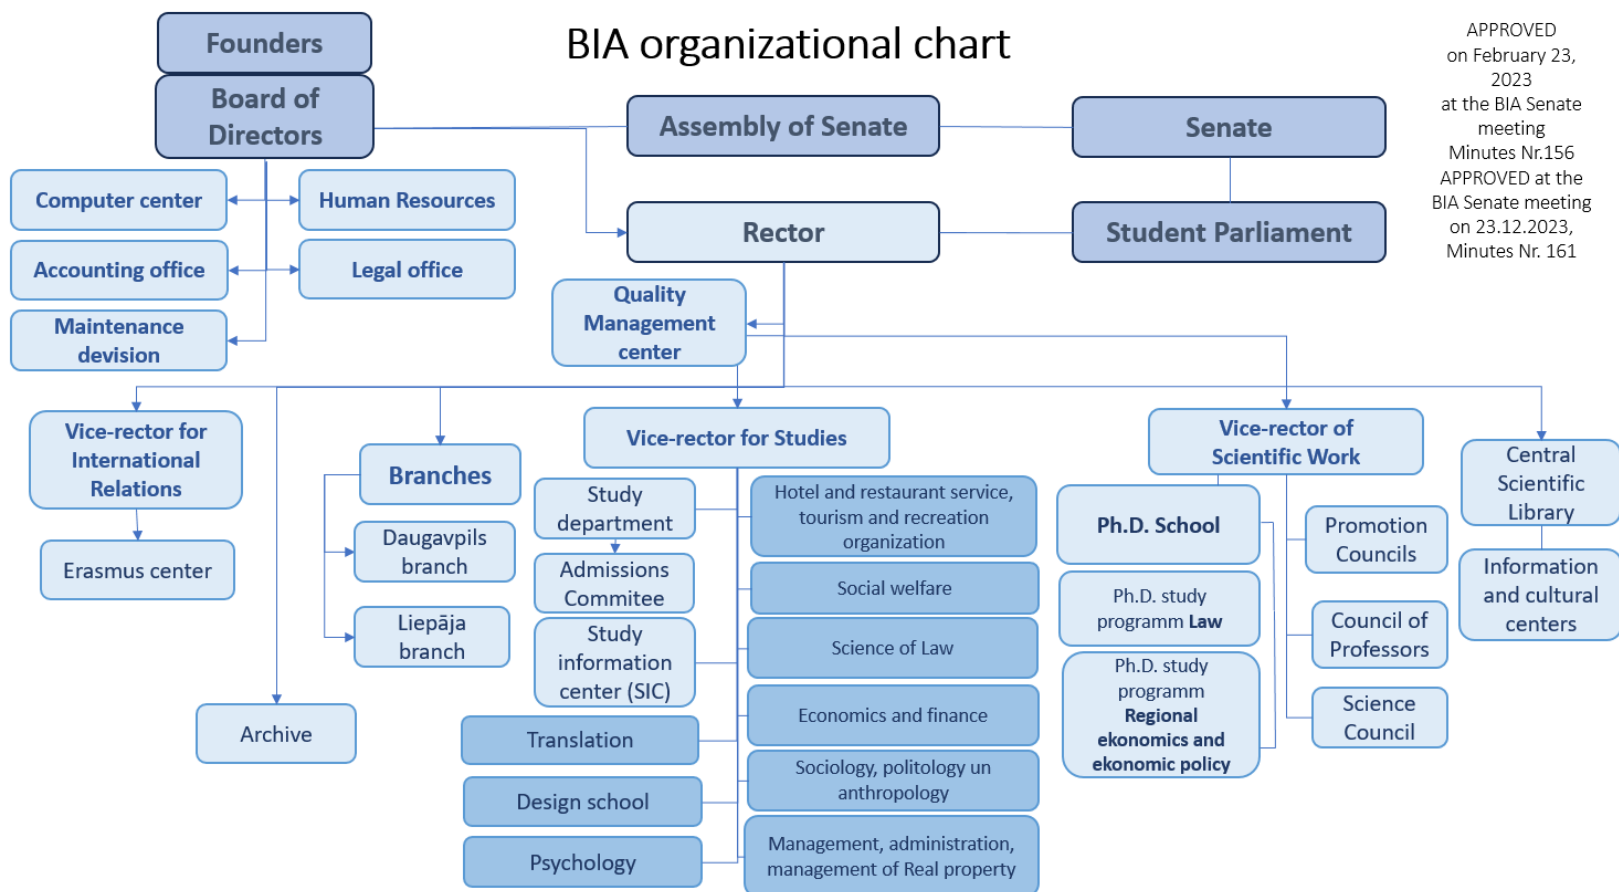 BIA organizational chart
APPROVED
on February 23,
2023
at the BIA Senate
meeting
Minutes Nr.156
APPROVED at the
BIA Senate meeting
on 23.12.2023,
Minutes Nr. 161
Founders
Board of
Directors
Assembly of Senate
Senate
Computer center
Human Resources
Rector
Student Parliament
Accounting office
Legal office
Maintenance
devision
Quality
Management
center
Vice-rector for
International
Relations
Erasmus center
Archive
Branches
Daugavpils
branch
Liepāja
branch
Vice-rector for Studies
Study
department
Admissions
Commitee
Study
information
center (SIC)
Translation
Design school
Psychology
Hotel and restaurant service,
tourism and recreation
organization
Social welfare
Science of Law
Economics and finance
Sociology, politology un
anthropology
Management, administration,
management of Real property
Vice-rector of
Scientific Work
Ph.D. School
Ph.D. study
programm Law
Ph.D. study
programm
Regional
ekonomics and
ekonomic policy
Promotion
Councils
Council of
Professors
Science
Council
Central
Scientific
Library
Information
and cultural
centers